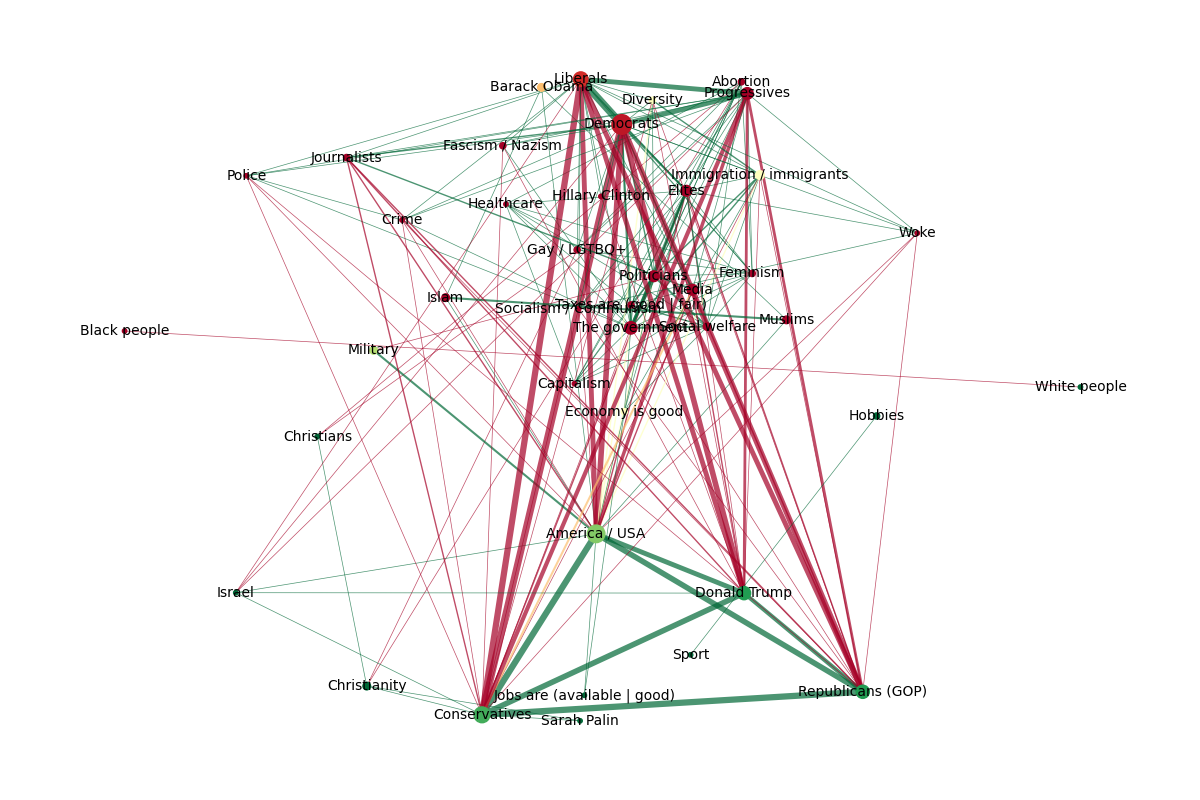 Liberals
Barack Obama
Abortion
Progressives
Diversity
Democrats
Fascism / Nazism
Journalists
Police
Immigration / immigrants
Elites
Hillary Clinton
Healthcare
Crime
Woke
Gay / LGTBQ+
Politicians
Feminism
Media
Islam
Taxes are (good | fair)
Socialism / Communism
Muslims
The government
Social welfare
Black people
Military
Capitalism
White people
Economy is good
Hobbies
Christians
America / USA
Israel
Donald Trump
Sport
Christianity
Republicans (GOP)
Jobs are (available | good)
Conservatives
Sarah Palin